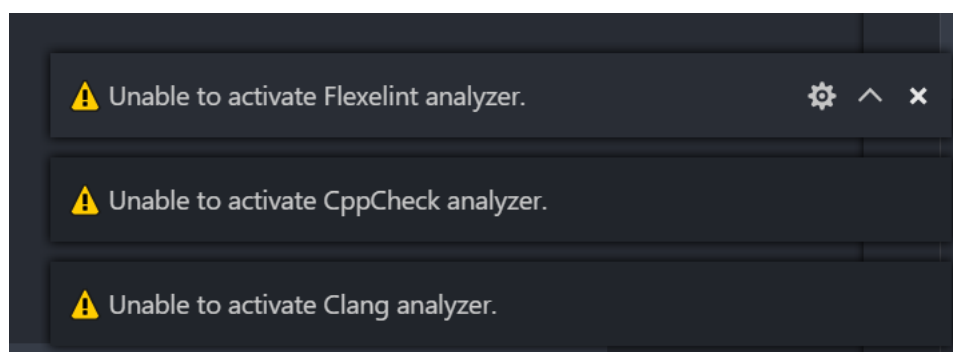 Unable to activate Flexelint analyzer.
Unable to activate CppCheck analyzer.
Unable to activate Clang analyzer.